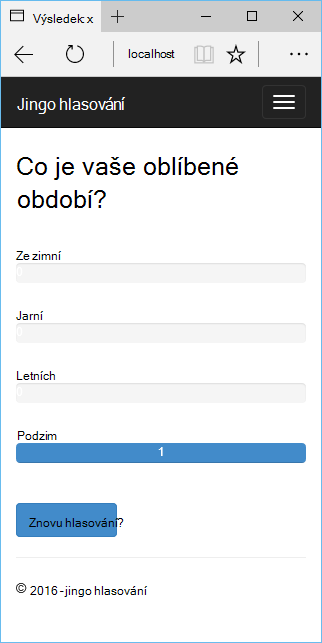 Výsledek: x
localhost
Jingo hlasování
Co je vaše oblíbené
období?
Ze zimní
0
Jarní
0
Letních
0
Podzim
1
Znovu hlasování?
© 2016 - jingo hlasování